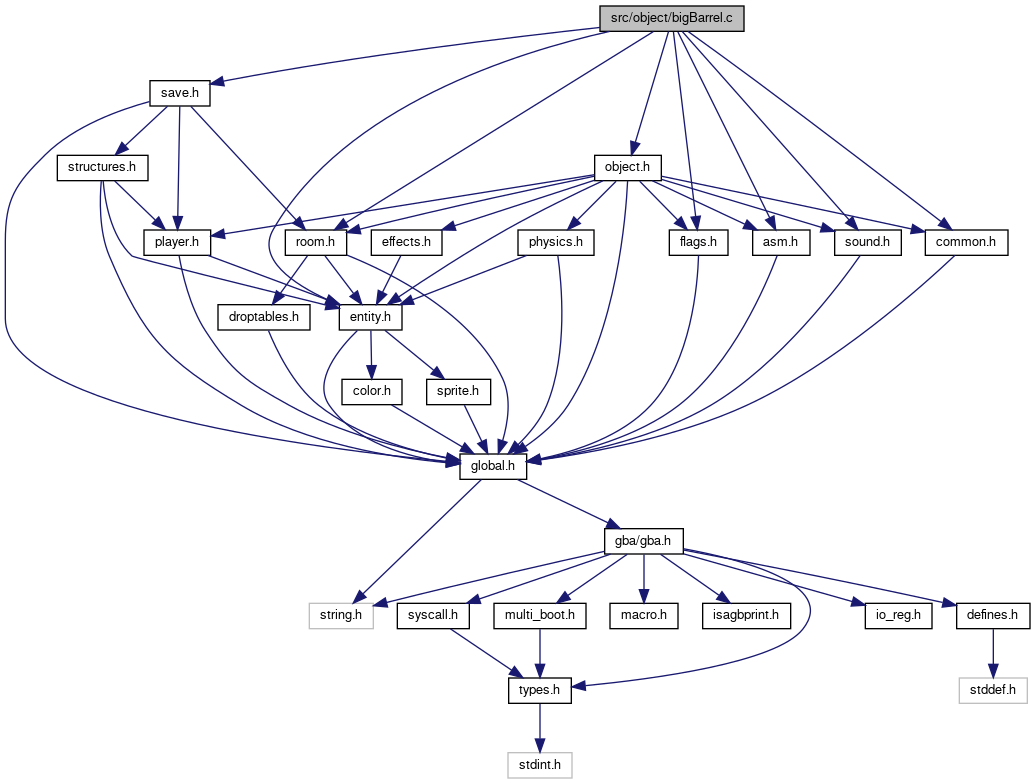 src/object/bigBarrel.c
save.h
structures.h
object.h
player.h
room.h
effects.h
physics.h
flags.h
asm.h
sound.h
common.h
droptables.h
entity.h
color.h
sprite.h
global.h
gba/gba.h
string.h
syscall.h
multi_boot.h
macro.h
isagbprint.h
io_reg.h
defines.h
types.h
stddef.h
stdint.h